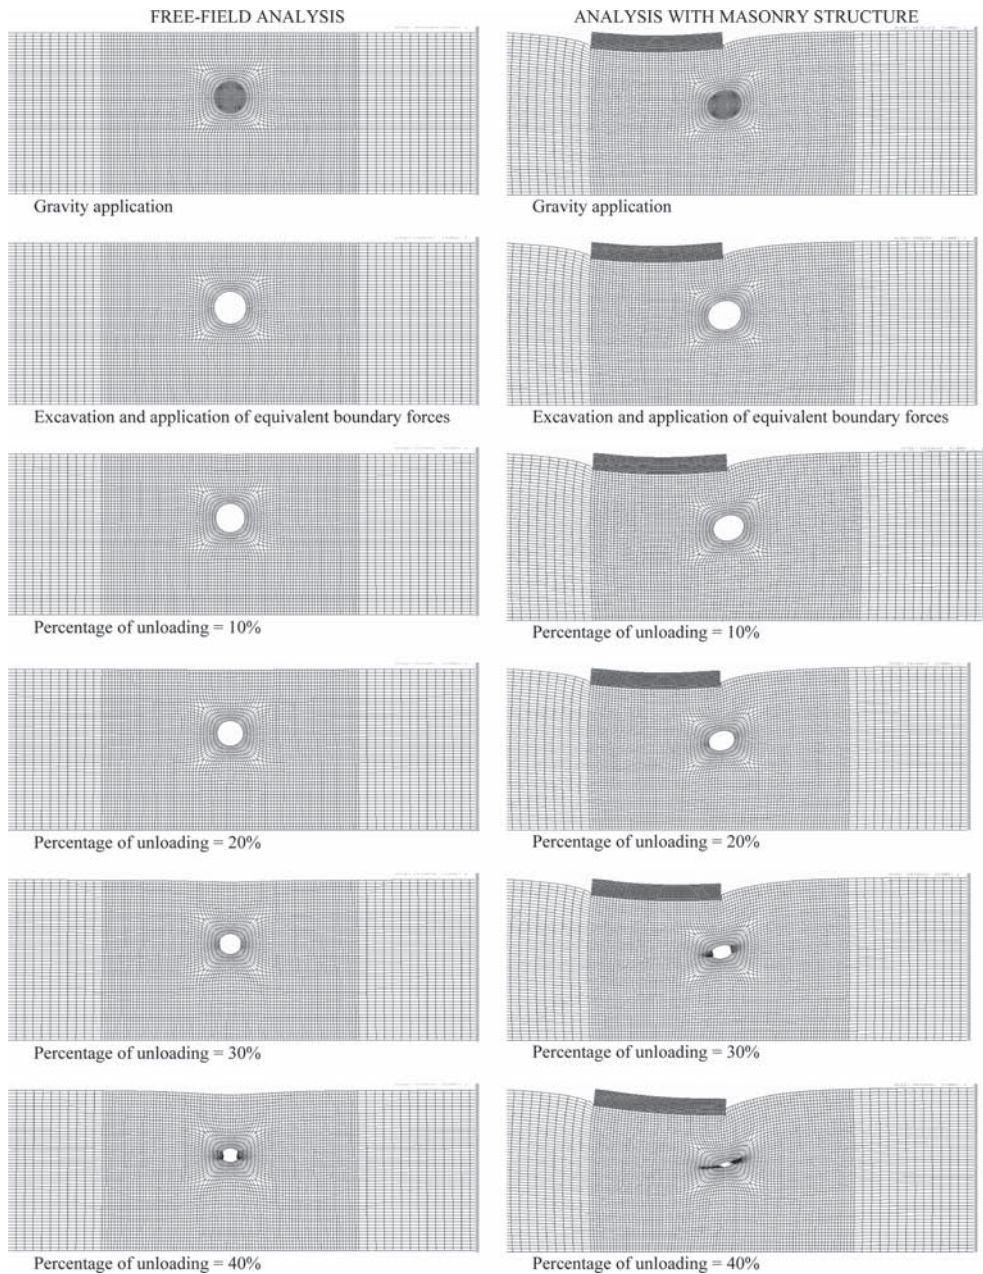 FREE-FIELD ANALYSIS
ANALYSIS WITH MASONRY STRUCTURE
Gravity application
Gravity application
Excavation and application of equivalent boundary forces
Excavation and application of equivalent boundary forces
Percentage of unloading = 10%
Percentage of unloading = 10%
Percentage of unloading = 20%
Percentage of unloading = 20%
Percentage of unloading = 30%
Percentage of unloading = 30%
Percentage of unloading = 40%
Percentage of unloading = 40%